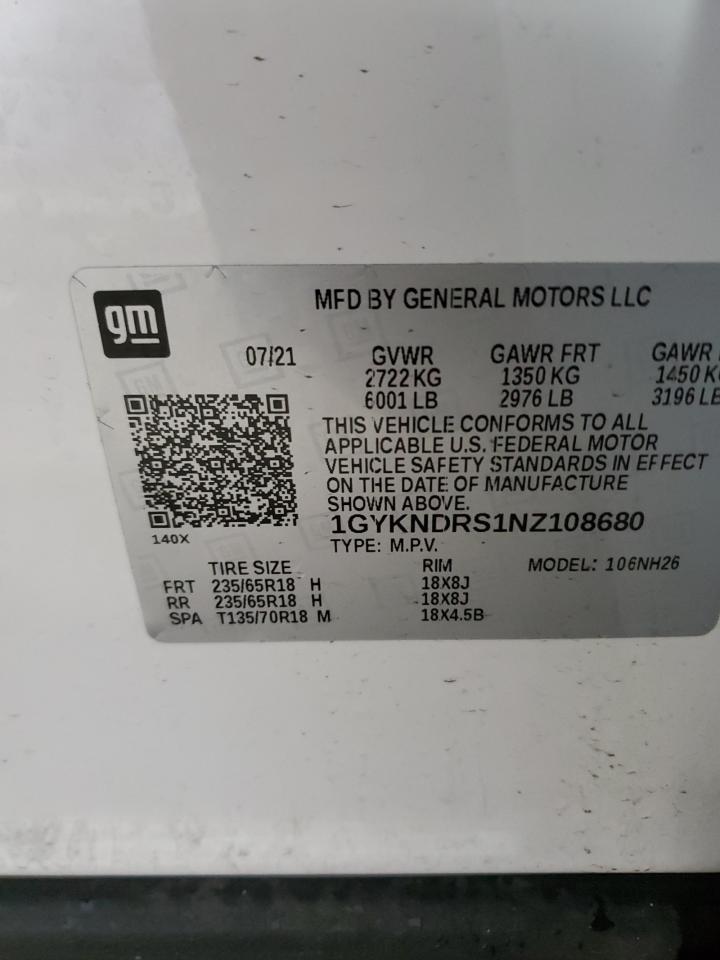 gm
MFD BY GENERAL MOTORS LLC
07/21 GVWR GAWR FRT GAWR
2722 KG 1350 KG 1450 K
6001 LB 2976 LB 3196 LB
THIS VEHICLE CONFORMS TO ALL
APPLICABLE U.S. FEDERAL MOTOR
VEHICLE SAFETY STANDARDS IN EFFECT
ON THE DATE OF MANUFACTURE
SHOWN ABOVE.
1GYKNDRS1NZ108680
140X
TYPE: M.P.V. MODEL: 106NH26
TIRE SIZE RIM
FRT 235/65R18 H 18X8J
RR 235/65R18 H 18X8J
SPA T135/70R18 M 18X4.5B